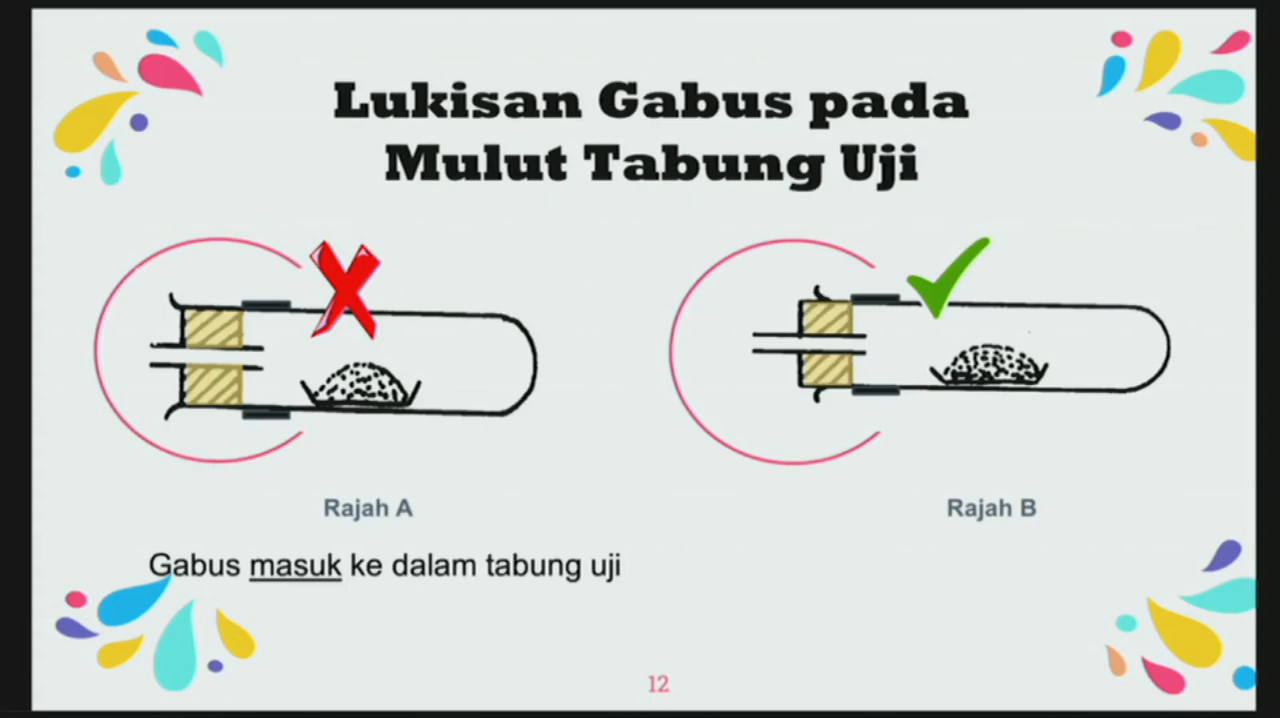 Lukisan Gabus pada
Mulut Tabung Uji
Rajah A
Rajah B
Gabus masuk ke dalam tabung uji
12